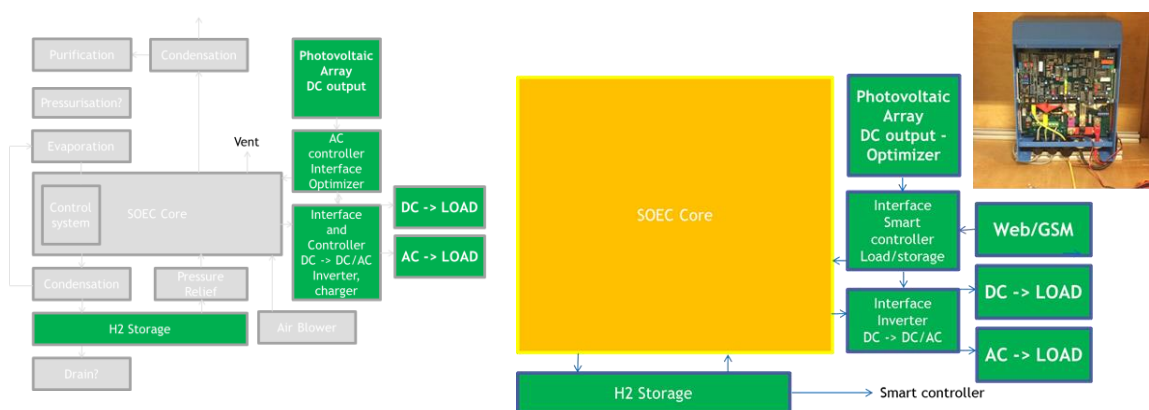 Purification
Condensation
Pressurisation?
Evaporation
Vent
Control
system
SOEC Core
Condensation
Pressure
Relief
H2 Storage
Air Blower
Drain?
Photovoltaic
Array
DC output
AC
controller
Interface
Optimizer
Interface
and
Controller
DC -> DC/AC
Inverter,
charger
DC -> LOAD
AC -> LOAD
SOEC Core
Photovoltaic
Array
DC output -
Optimizer
Interface
Smart
controller
Load/storage
Web/GSM
Interface
Inverter
DC -> DC/AC
DC -> LOAD
AC -> LOAD
H2 Storage
Smart controller